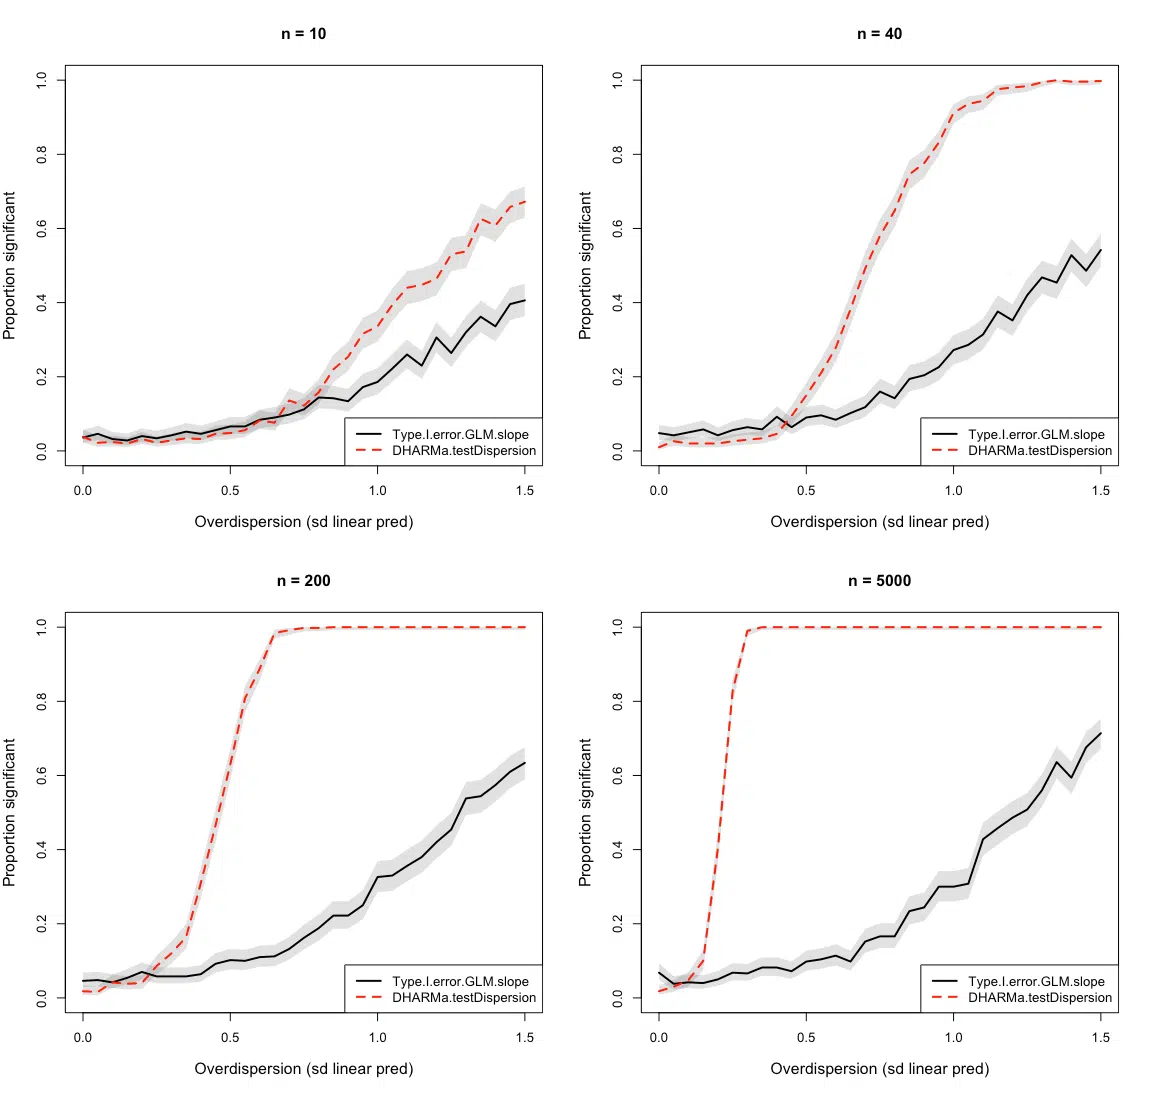 n = 10
Proportion significant
1.0
0.8
0.6
0.4
0.2
0.0
Type.I.error.GLM.slope
DHARMa.testDispersion
0.0 0.5 1.0 1.5
Overdispersion (sd linear pred)
n = 40
Proportion significant
1.0
0.8
0.6
0.4
0.2
0.0
Type.I.error.GLM.slope
DHARMa.testDispersion
0.0 0.5 1.0 1.5
Overdispersion (sd linear pred)
n = 200
Proportion significant
1.0
0.8
0.6
0.4
0.2
0.0
Type.I.error.GLM.slope
DHARMa.testDispersion
0.0 0.5 1.0 1.5
Overdispersion (sd linear pred)
n = 5000
Proportion significant
1.0
0.8
0.6
0.4
0.2
0.0
Type.I.error.GLM.slope
DHARMa.testDispersion
0.0 0.5 1.0 1.5
Overdispersion (sd linear pred)